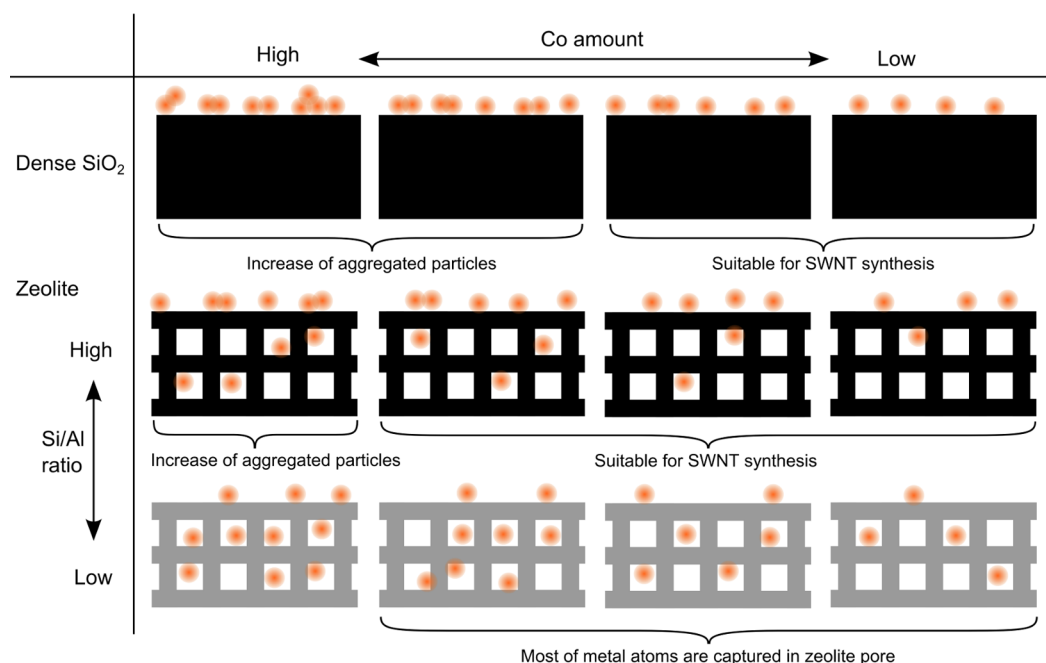 Co amount
High
Low
Dense SiO₂
Increase of aggregated particles
Suitable for SWNT synthesis
Zeolite
High
Si/Al
ratio
Increase of aggregated particles
Suitable for SWNT synthesis
Low
Most of metal atoms are captured in zeolite pore